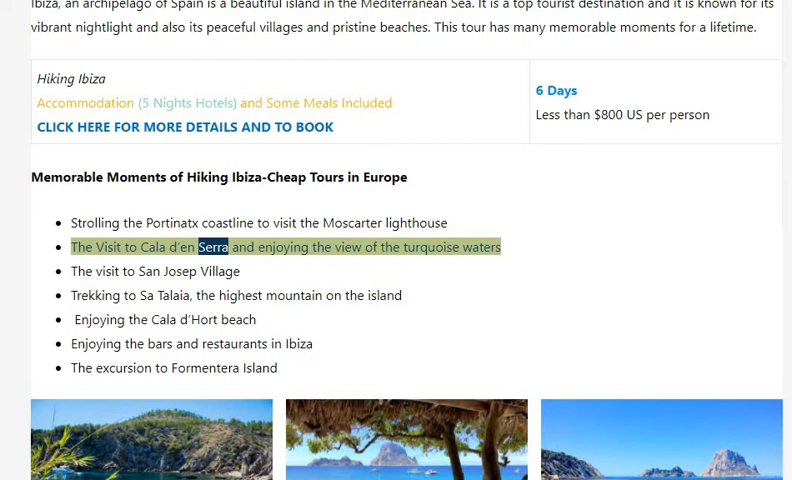 Ibiza, an archipelago of Spain is a beautiful island in the Mediterranean Sea. It is a top tourist destination and it is known for its
vibrant nightlight and also its peaceful villages and pristine beaches. This tour has many memorable moments for a lifetime.
Hiking Ibiza
Accommodation (5 Nights Hotels) and Some Meals Included
CLICK HERE FOR MORE DETAILS AND TO BOOK
6 Days
Less than $800 US per person
Memorable Moments of Hiking Ibiza-Cheap Tours in Europe
Strolling the Portinatx coastline to visit the Moscarter lighthouse
The Visit to Cala d'en Serra and enjoying the view of the turquoise waters
The visit to San Josep Village
Trekking to Sa Talaia, the highest mountain on the island
Enjoying the Cala d'Hort beach
Enjoying the bars and restaurants in Ibiza
The excursion to Formentera Island